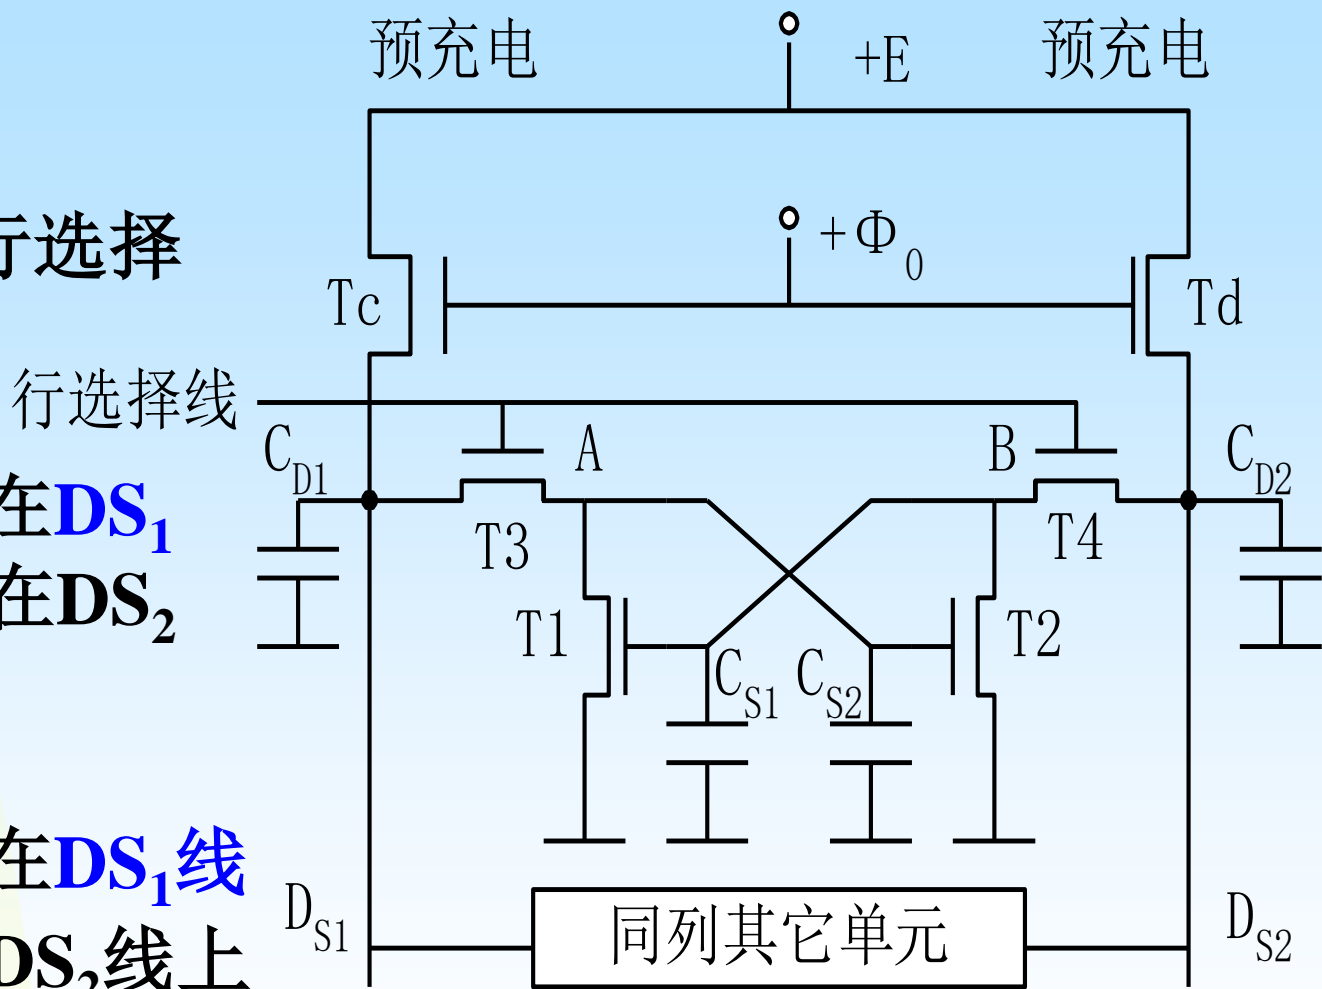 预充电
+E
预充电
行选择
+Φ0
Tc
Td
行选择线
CD1
A
B
CD2
在DS1
T3
T4
在DS2
T1
T2
CS1
CS2
在DS1线
DS1
同列其它单元
DS2
DS2线上